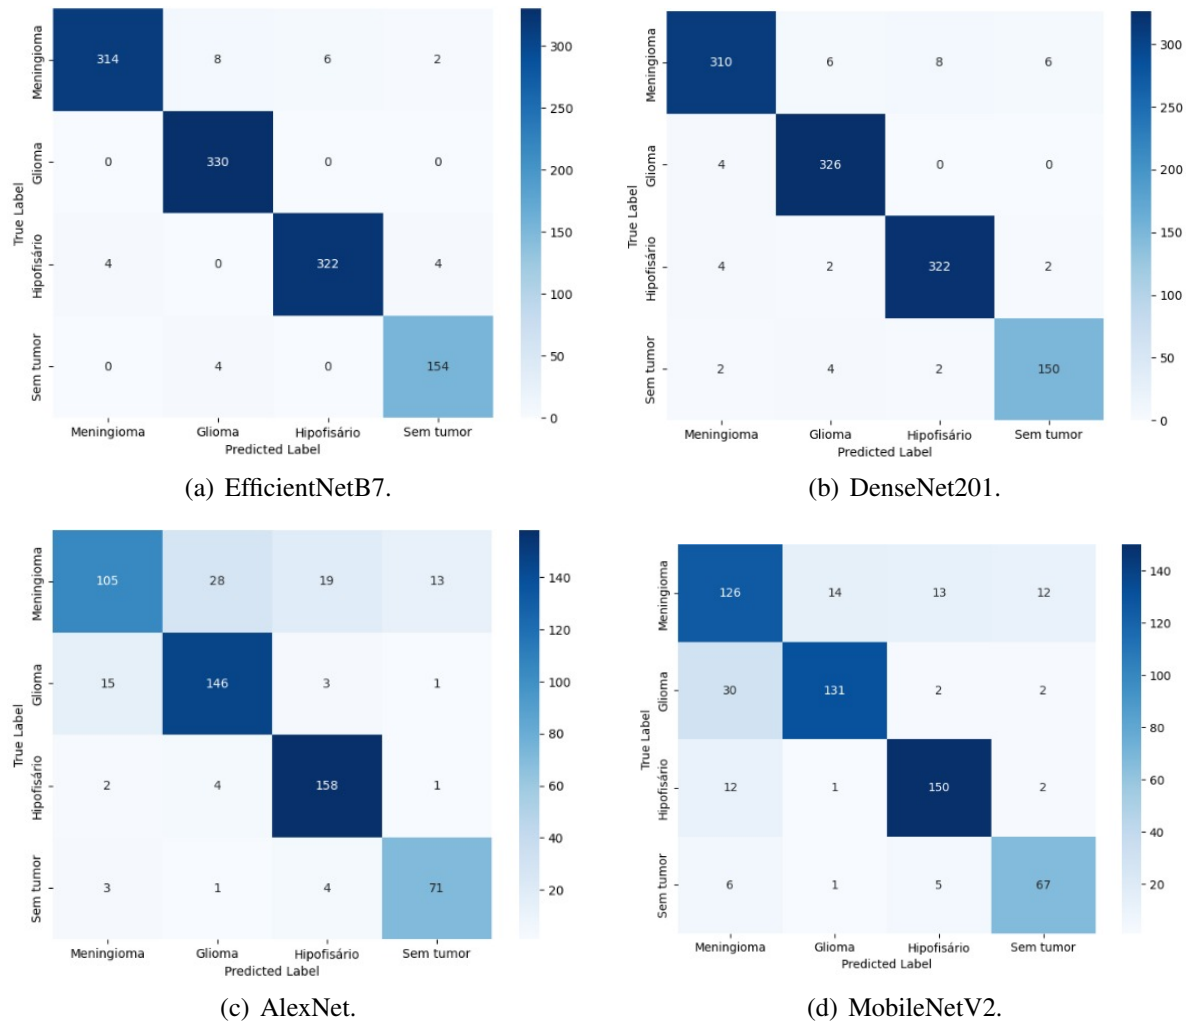 Meningioma 314 8 6 2
Glioma 0 330 0 0
Hipofisário 4 0 322 4
Sem tumor 0 4 0 154
True Label
Meningioma Glioma Hipofisário Sem tumor
Predicted Label
300
250
200
150
100
50
0
(a) EfficientNetB7.
Meningioma 310 6 8 6
Glioma 4 326 0 0
Hipofisário 4 2 322 2
Sem tumor 2 4 2 150
True Label
Meningioma Glioma Hipofisário Sem tumor
Predicted Label
300
250
200
150
100
50
0
(b) DenseNet201.
Meningioma 105 28 19 13
Glioma 15 146 3 1
Hipofisário 2 4 158 1
Sem tumor 3 1 4 71
True Label
Meningioma Glioma Hipofisário Sem tumor
Predicted Label
140
120
100
80
60
40
20
(c) AlexNet.
Meningioma 126 14 13 12
Glioma 30 131 2 2
Hipofisário 12 1 150 2
Sem tumor 6 1 5 67
True Label
Meningioma Glioma Hipofisário Sem tumor
Predicted Label
140
120
100
80
60
40
20
(d) MobileNetV2.